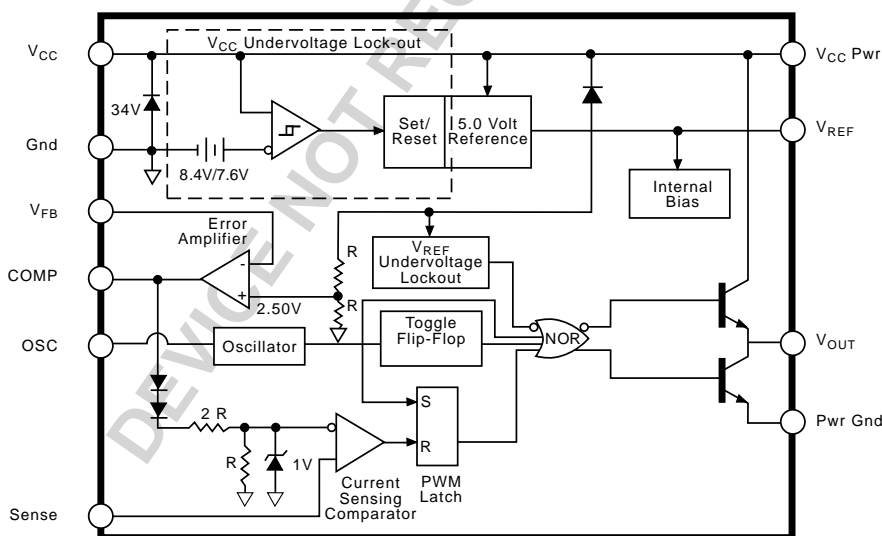 VCC Undervoltage Lock-out
VCC
VCC Pwr
34V
Set/
Reset
5.0 Volt
Reference
Gnd
VREF
8.4V/7.6V
Internal
Bias
VFB
Error
Amplifier
R
VREF
Undervoltage
Lockout
COMP
-
+
2.50V
R
Toggle
Flip-Flop
NOR
OSC
Oscillator
VOUT
S
2 R
R
Pwr Gnd
R
1V
Current
Sensing
Comparator
PWM
Latch
Sense
DEVICE NOT REC